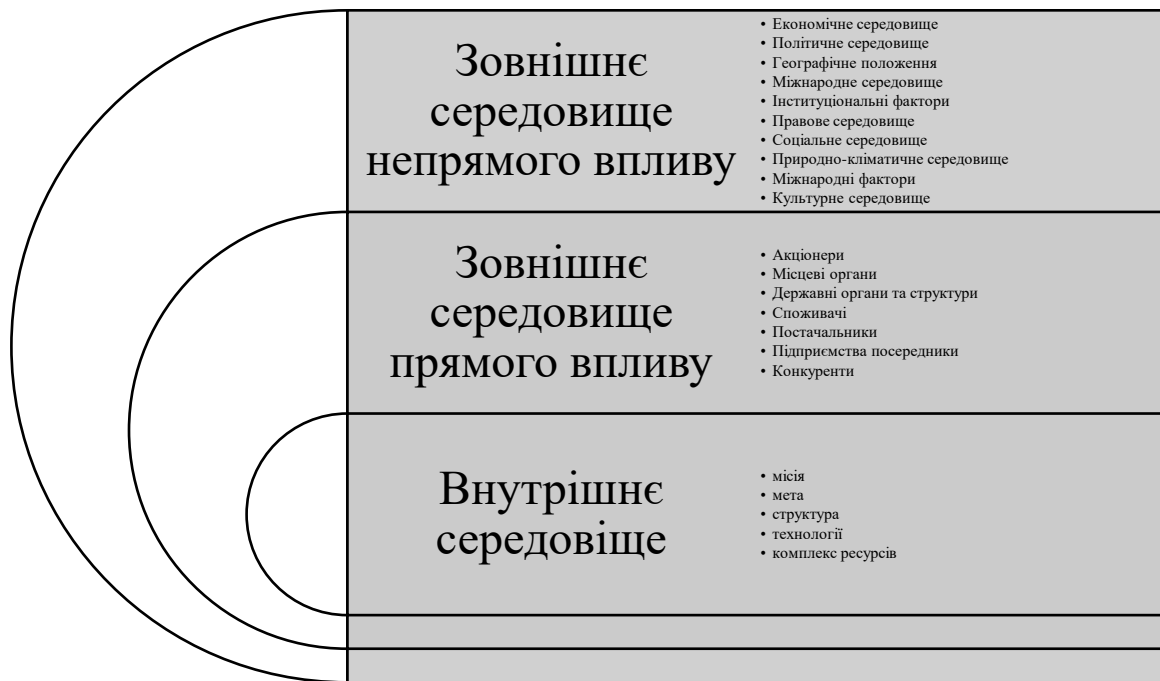 Зовнішнє
середовище
непрямого впливу
• Економічне середовище
• Політичне середовище
• Географічне положення
• Міжнародне середовище
• Інституціональні фактори
• Правове середовище
• Соціальне середовище
• Природно-кліматичне середовище
• Міжнародні фактори
• Культурне середовище
Зовнішнє
середовище
прямого впливу
• Акціонери
• Місцеві органи
• Державні органи та структури
• Споживачі
• Постачальники
• Підприємства посередники
• Конкуренти
Внутрішнє
середовіще
• місія
• мета
• структура
• технології
• комплекс ресурсів